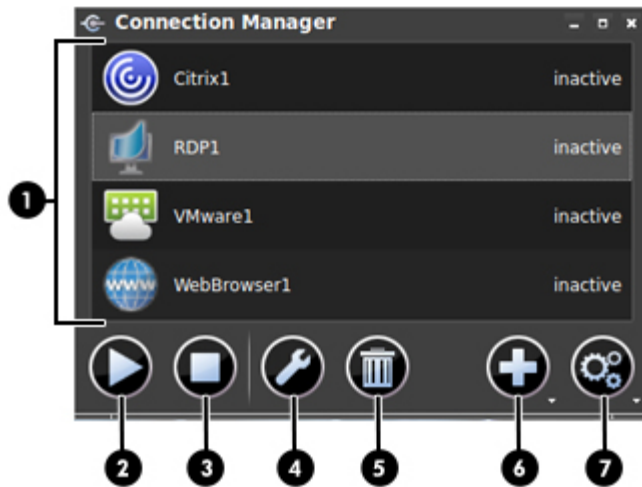 Connection Manager
Citrix1 inactive
RDP1 inactive
1
VMware1 inactive
WebBrowser1 inactive
www
2 3 4 5 6 7